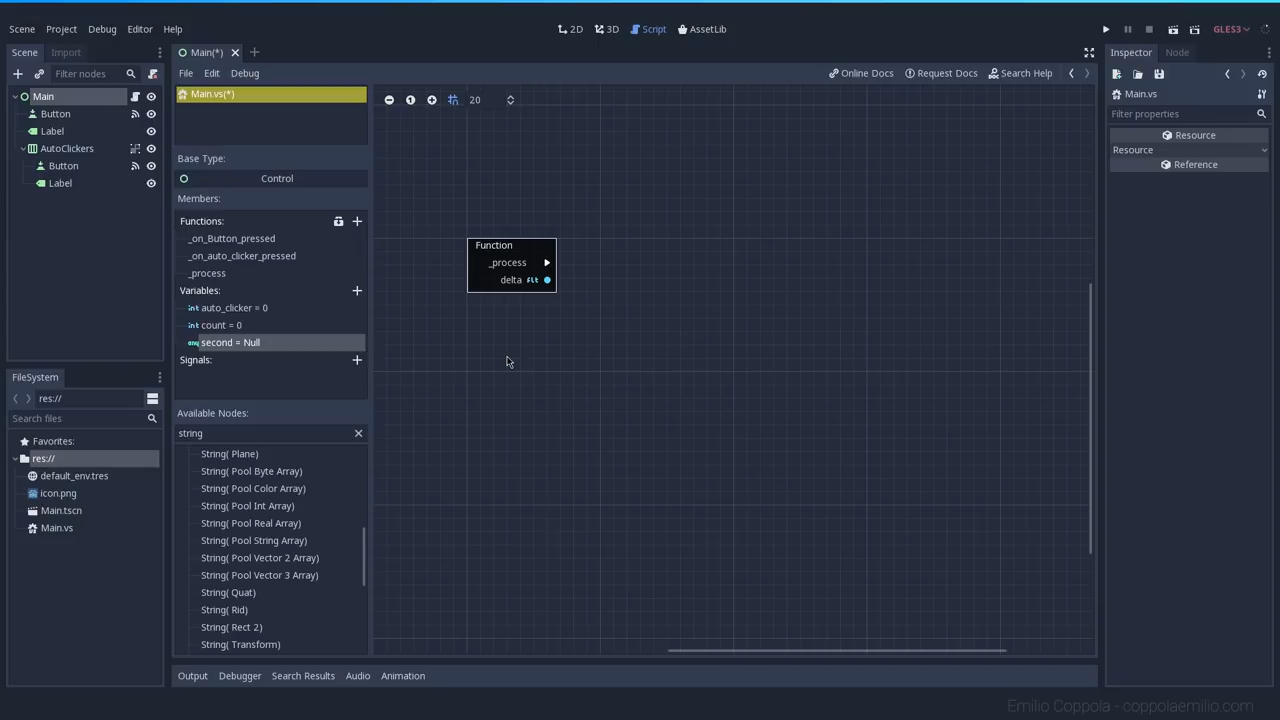 Scene Project Debug Editor Help
2D 3D Script AssetLib
GLES3
Scene Import
Filter nodes
Main
Button
Label
AutoClickers
Button
Label
FileSystem
res://
Search files
Favorites:
res://
default_env.tres
icon.png
Main.tscn
Main.vs
Main(*)
File Edit Debug
Online Docs Request Docs Search Help
Main.vs(*)
Base Type:
Control
Members:
Functions:
_on_Button_pressed
_on_auto_clicker_pressed
_process
Variables:
int auto_clicker = 0
int count = 0
any second = Null
Signals:
Available Nodes:
string
String( Plane)
String( Pool Byte Array)
String( Pool Color Array)
String( Pool Int Array)
String( Pool Real Array)
String( Pool String Array)
String( Pool Vector 2 Array)
String( Pool Vector 3 Array)
String( Quat)
String( Rid)
String( Rect 2)
String( Transform)
20
Function
_process
delta flt
Output Debugger Search Results Audio Animation
Inspector Node
Main.vs
Filter properties
Resource
Resource
Reference
Emilio Coppola - coppolaemilio.com